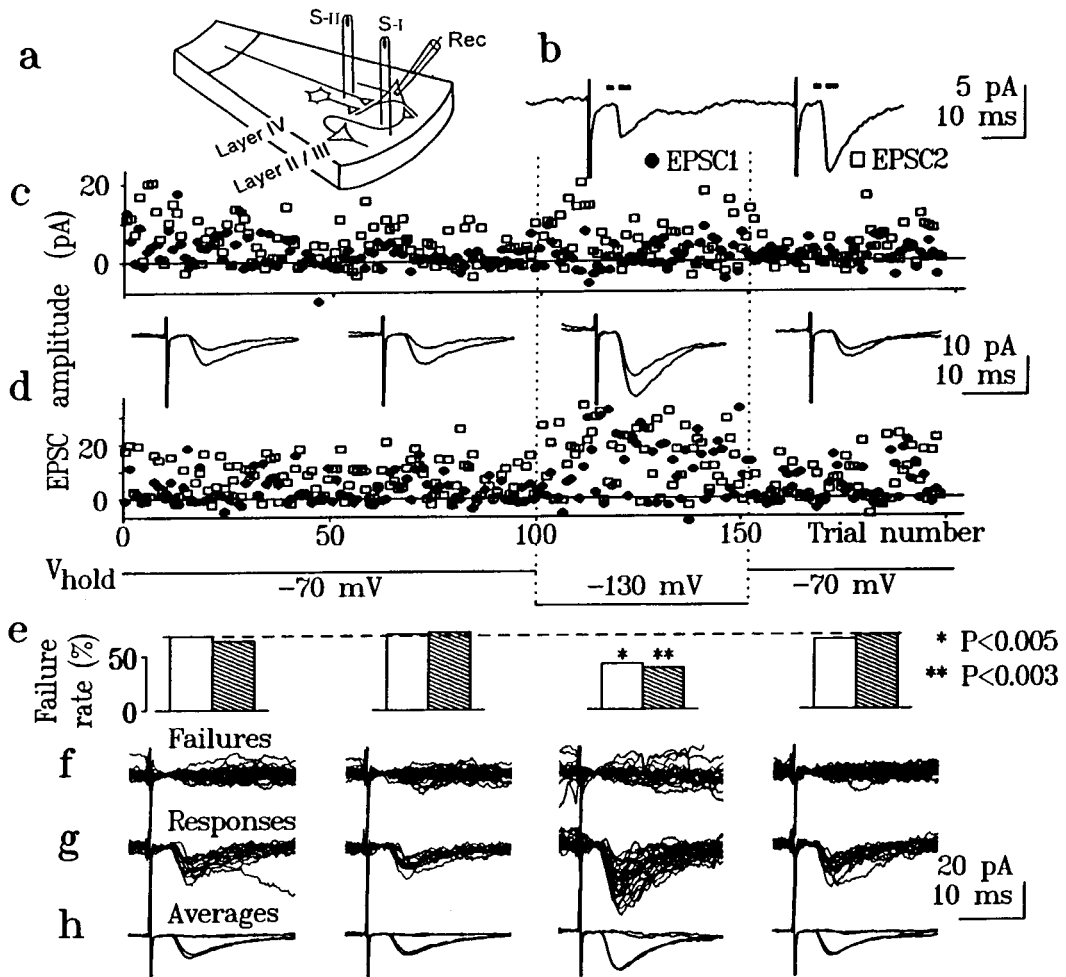 a
S-II
S-I
Rec
Layer IV
Layer II / III
b
5 pA
10 ms
EPSC1
EPSC2
c
20
0
EPSC amplitude (pA)
10 pA
10 ms
d
20
0
0
50
100
150
Trial number
Vhold
-70 mV
-130 mV
-70 mV
e
Failure
rate (%)
50
0
*
**
* P<0.005
** P<0.003
f
Failures
g
Responses
20 pA
10 ms
h
Averages